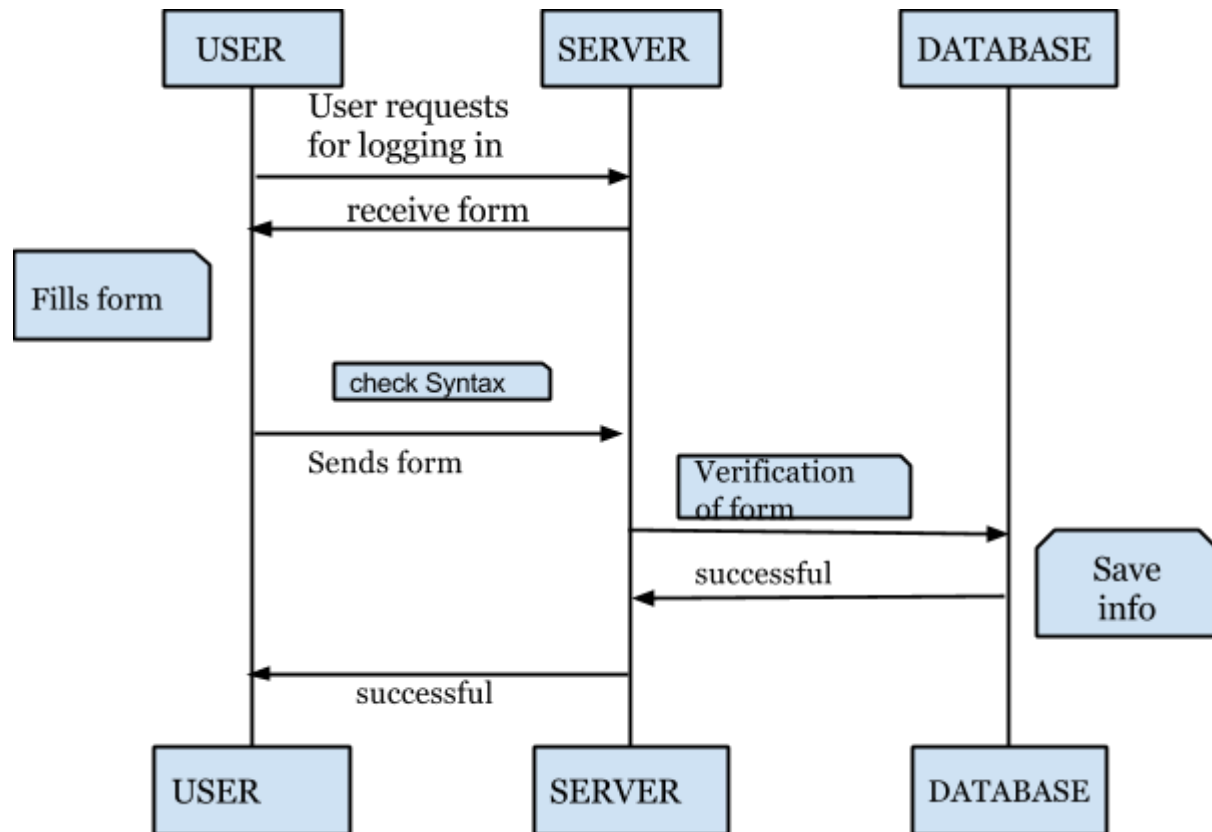 USER
SERVER
DATABASE
User requests
for logging in
receive form
Fills form
check Syntax
Sends form
Verification
of form
successful
Save
info
successful
USER
SERVER
DATABASE